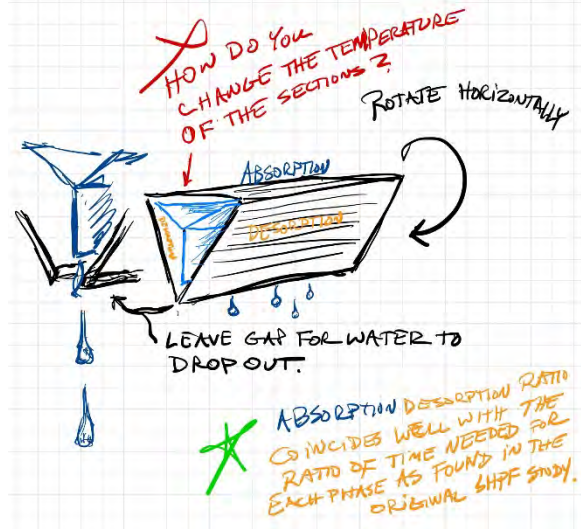 HOW DO YOU
CHANGE THE TEMPERATURE
OF THE SECTIONS?
ROTATE HORIZONTALLY
ABSORPTION
DESORPTION
DESORPTION
LEAVE GAP FOR WATER TO
DROP OUT.
ABSORPTION DESORPTION RATIO
COINCIDES WELL WITH THE
RATIO OF TIME NEEDED FOR
EACH PHASE AS FOUND IN THE
ORIGINAL SHPF STUDY.